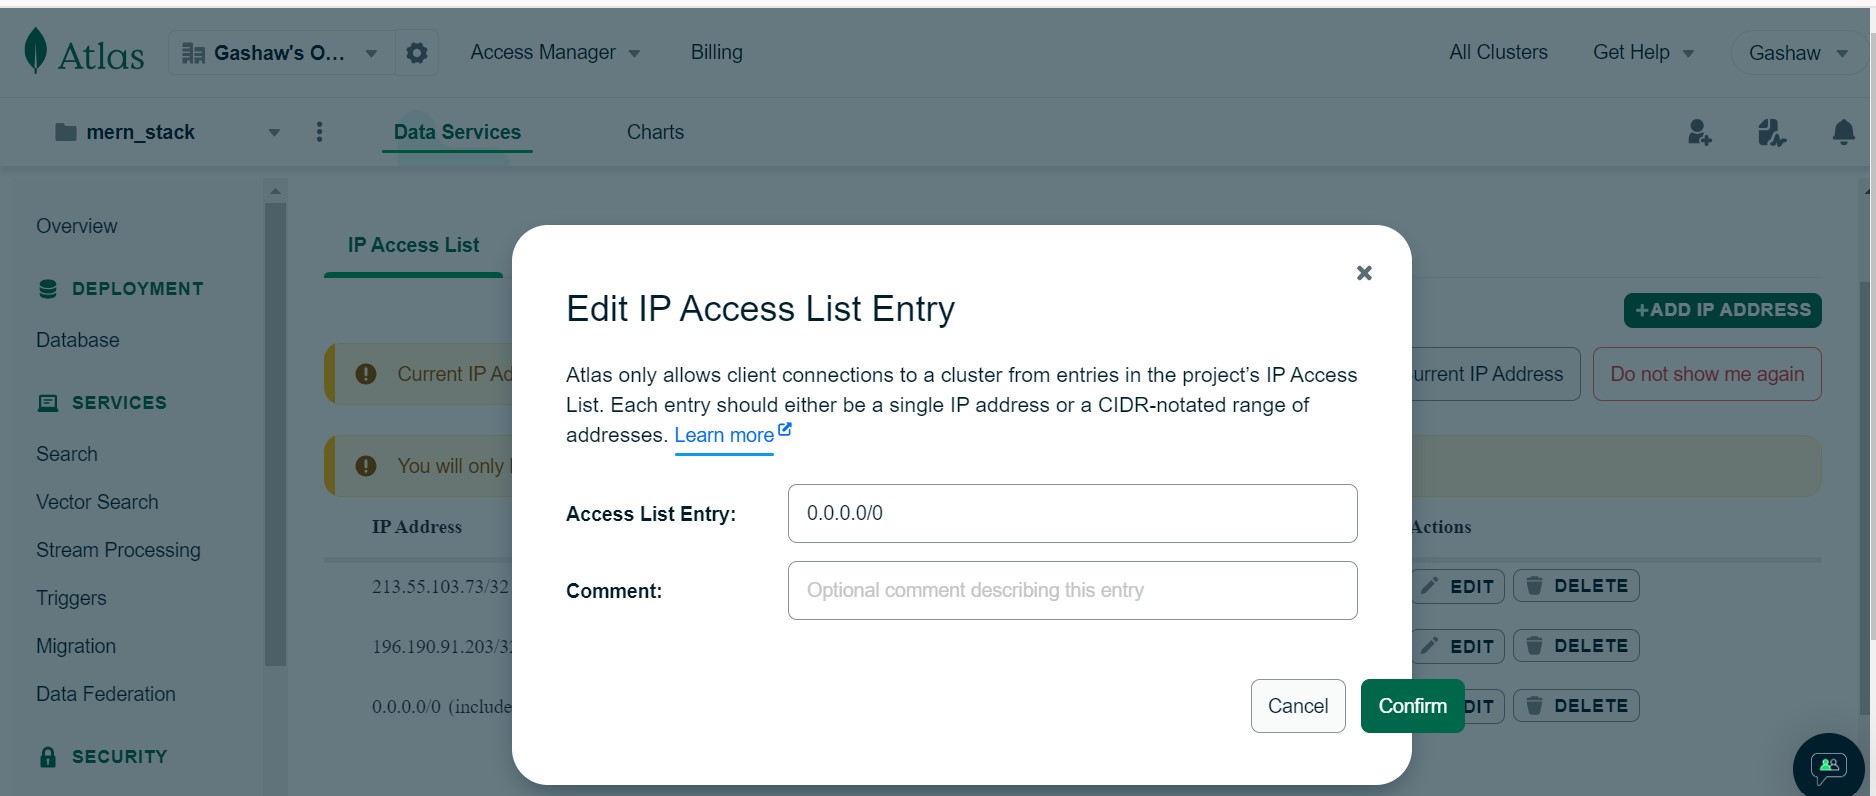 Atlas
Gashaw's O...
Access Manager
Billing
All Clusters
Get Help
Gashaw
mern_stack
Data Services
Charts
Overview
DEPLOYMENT
Database
SERVICES
Search
Vector Search
Stream Processing
Triggers
Migration
Data Federation
SECURITY
IP Access List
+ADD IP ADDRESS
Current IP Ad
urrent IP Address
Do not show me again
You will only
IP Address
Actions
213.55.103.73/32
EDIT
DELETE
196.190.91.203/32
EDIT
DELETE
0.0.0.0/0 (include
DIT
DELETE
Edit IP Access List Entry
Atlas only allows client connections to a cluster from entries in the project’s IP Access
List. Each entry should either be a single IP address or a CIDR-notated range of
addresses. Learn more
Access List Entry:
0.0.0.0/0
Comment:
Optional comment describing this entry
Cancel
Confirm